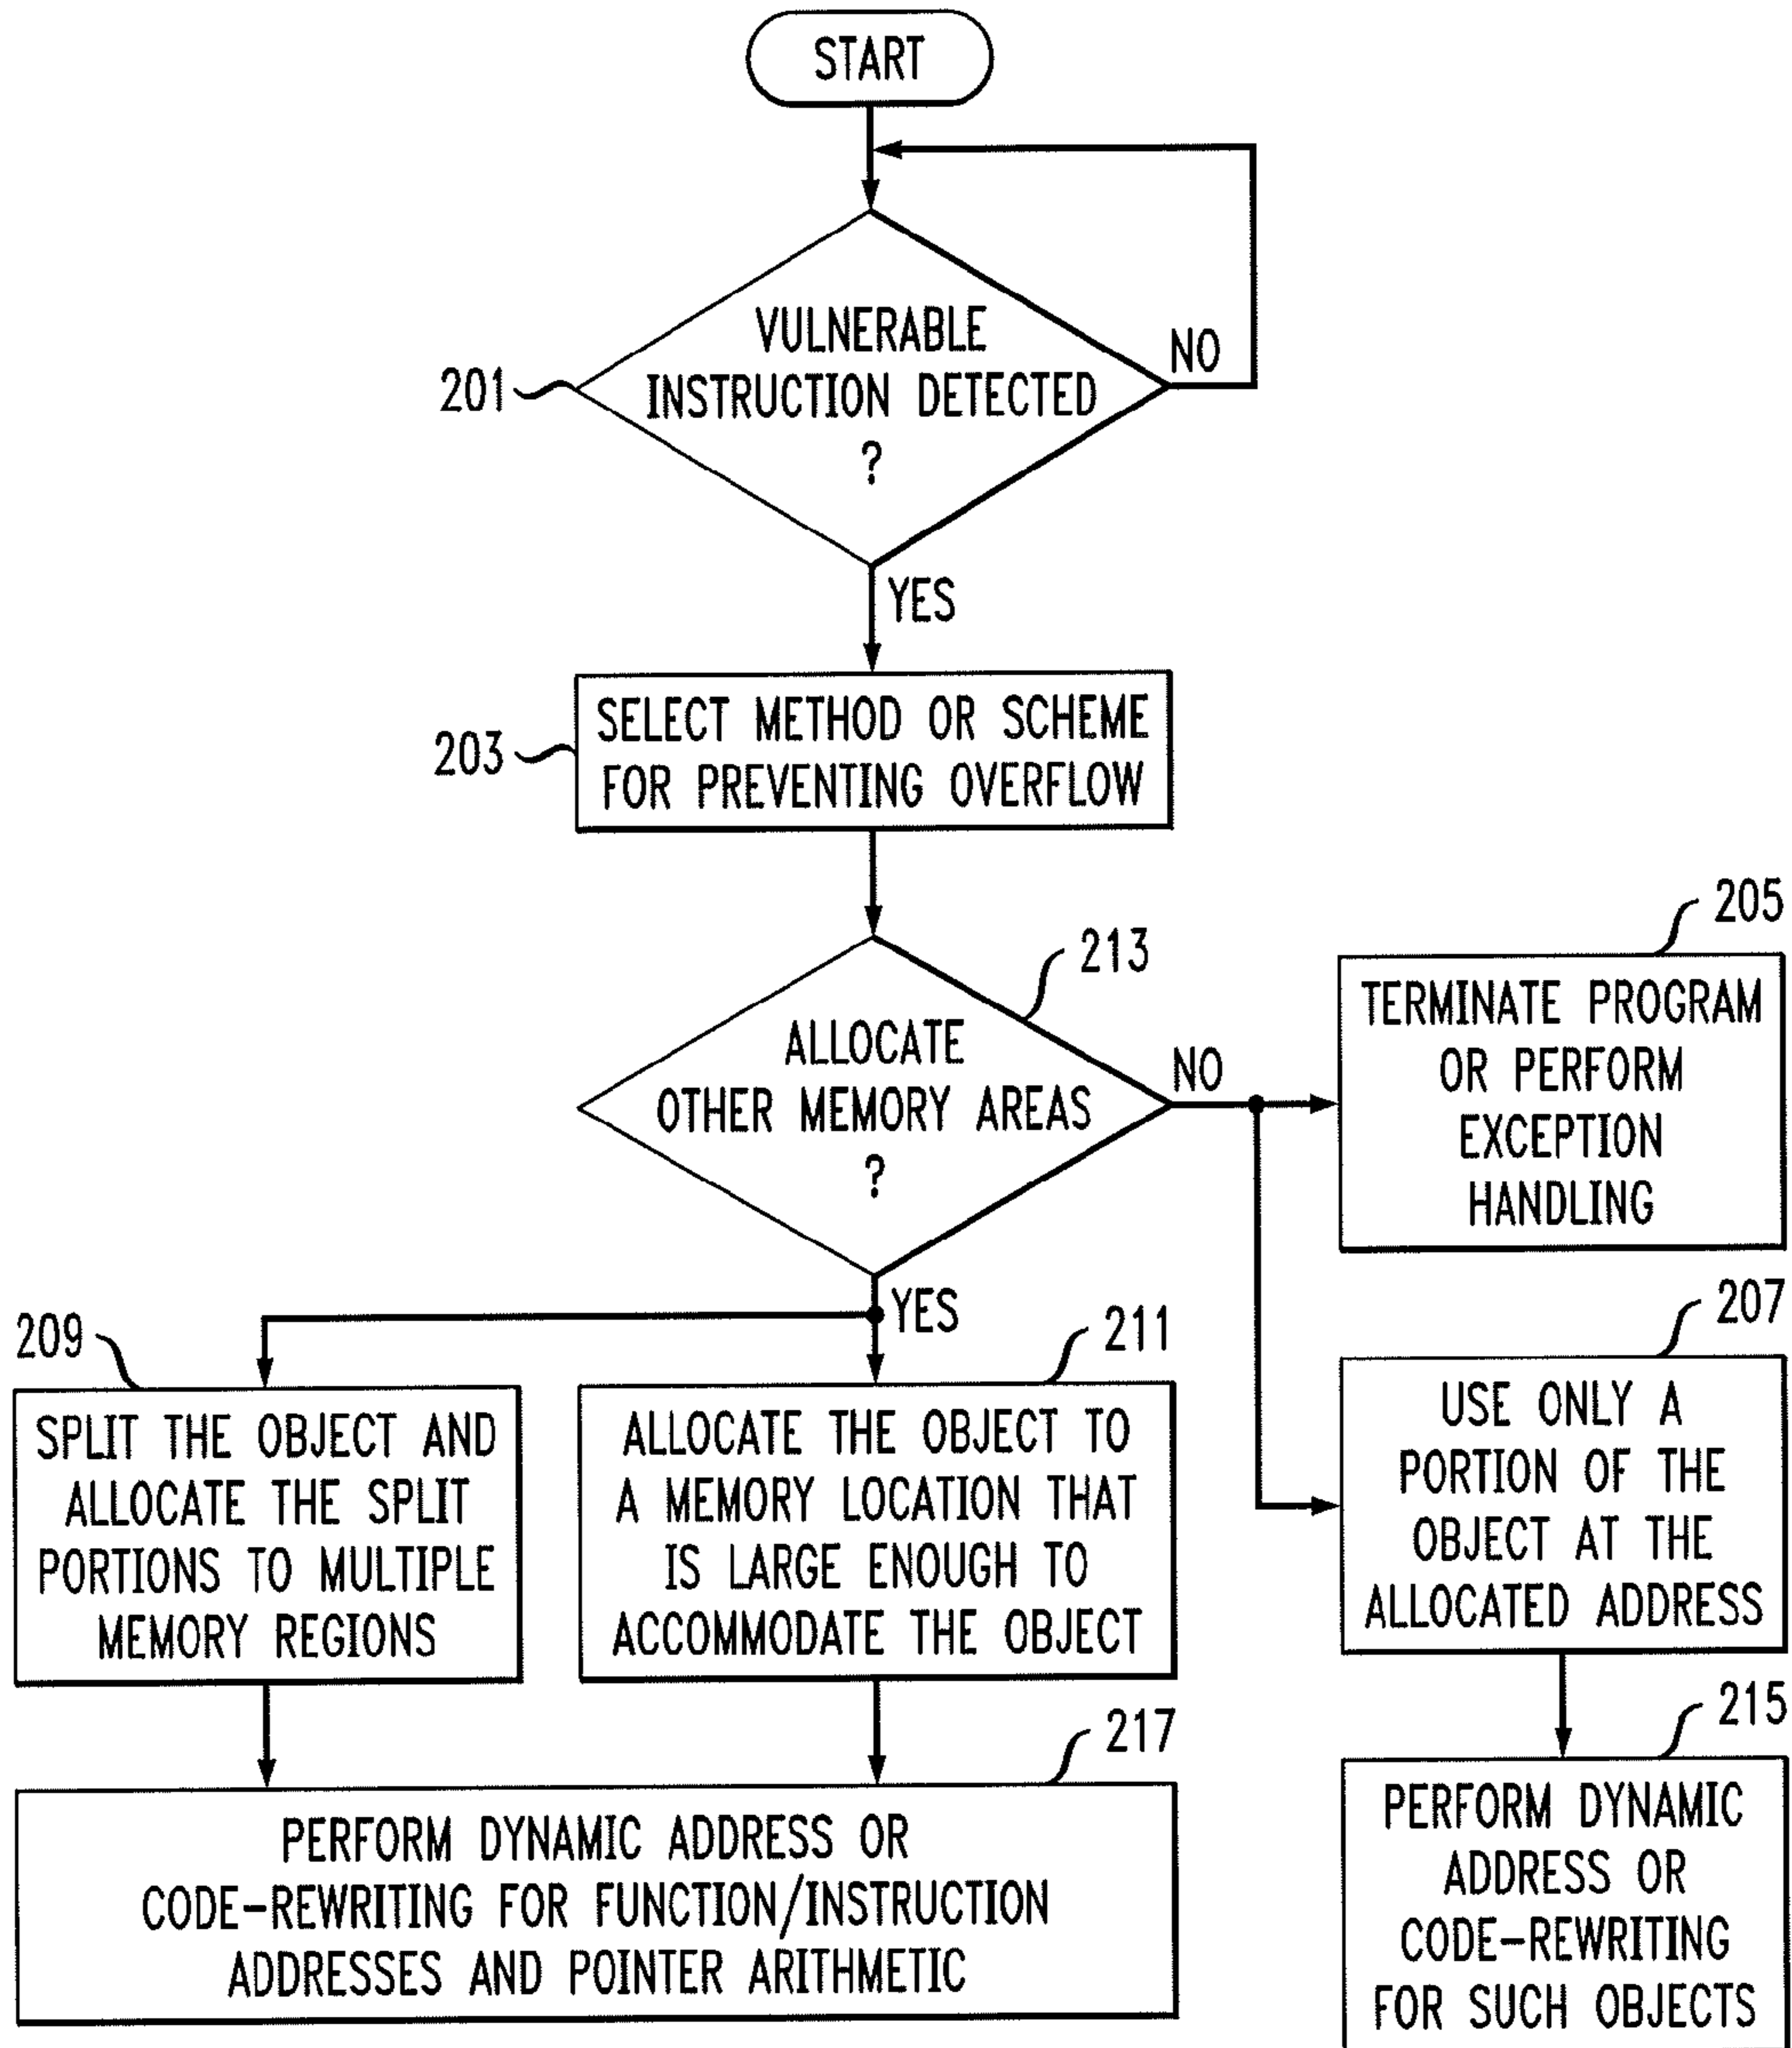 START
VULNERABLE
INSTRUCTION DETECTED
?
NO
201
YES
SELECT METHOD OR SCHEME
FOR PREVENTING OVERFLOW
203
213
ALLOCATE
OTHER MEMORY AREAS
?
NO
205
TERMINATE PROGRAM
OR PERFORM
EXCEPTION
HANDLING
YES
209
SPLIT THE OBJECT AND
ALLOCATE THE SPLIT
PORTIONS TO MULTIPLE
MEMORY REGIONS
211
ALLOCATE THE OBJECT TO
A MEMORY LOCATION THAT
IS LARGE ENOUGH TO
ACCOMMODATE THE OBJECT
207
USE ONLY A
PORTION OF THE
OBJECT AT THE
ALLOCATED ADDRESS
217
PERFORM DYNAMIC ADDRESS OR
CODE-REWRITING FOR FUNCTION/INSTRUCTION
ADDRESSES AND POINTER ARITHMETIC
215
PERFORM DYNAMIC
ADDRESS OR
CODE-REWRITING
FOR SUCH OBJECTS